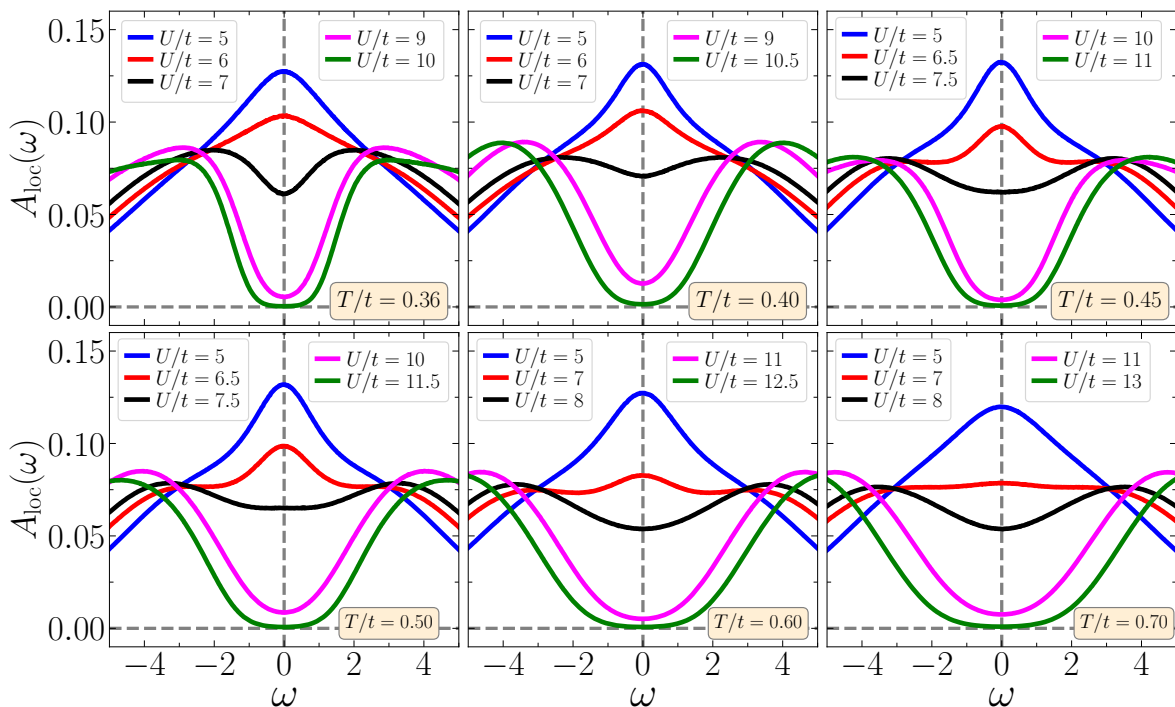 0.15
0.10
0.05
0.00
A_loc(ω)
U/t = 5
U/t = 6
U/t = 7
U/t = 9
U/t = 10
T/t = 0.36
U/t = 5
U/t = 6
U/t = 7
U/t = 9
U/t = 10.5
T/t = 0.40
U/t = 5
U/t = 6.5
U/t = 7.5
U/t = 10
U/t = 11
T/t = 0.45
0.15
0.10
0.05
0.00
A_loc(ω)
U/t = 5
U/t = 6.5
U/t = 7.5
U/t = 10
U/t = 11.5
T/t = 0.50
−4 −2 0 2 4
ω
U/t = 5
U/t = 7
U/t = 8
U/t = 11
U/t = 12.5
T/t = 0.60
−4 −2 0 2 4
ω
U/t = 5
U/t = 7
U/t = 8
U/t = 11
U/t = 13
T/t = 0.70
−4 −2 0 2 4
ω